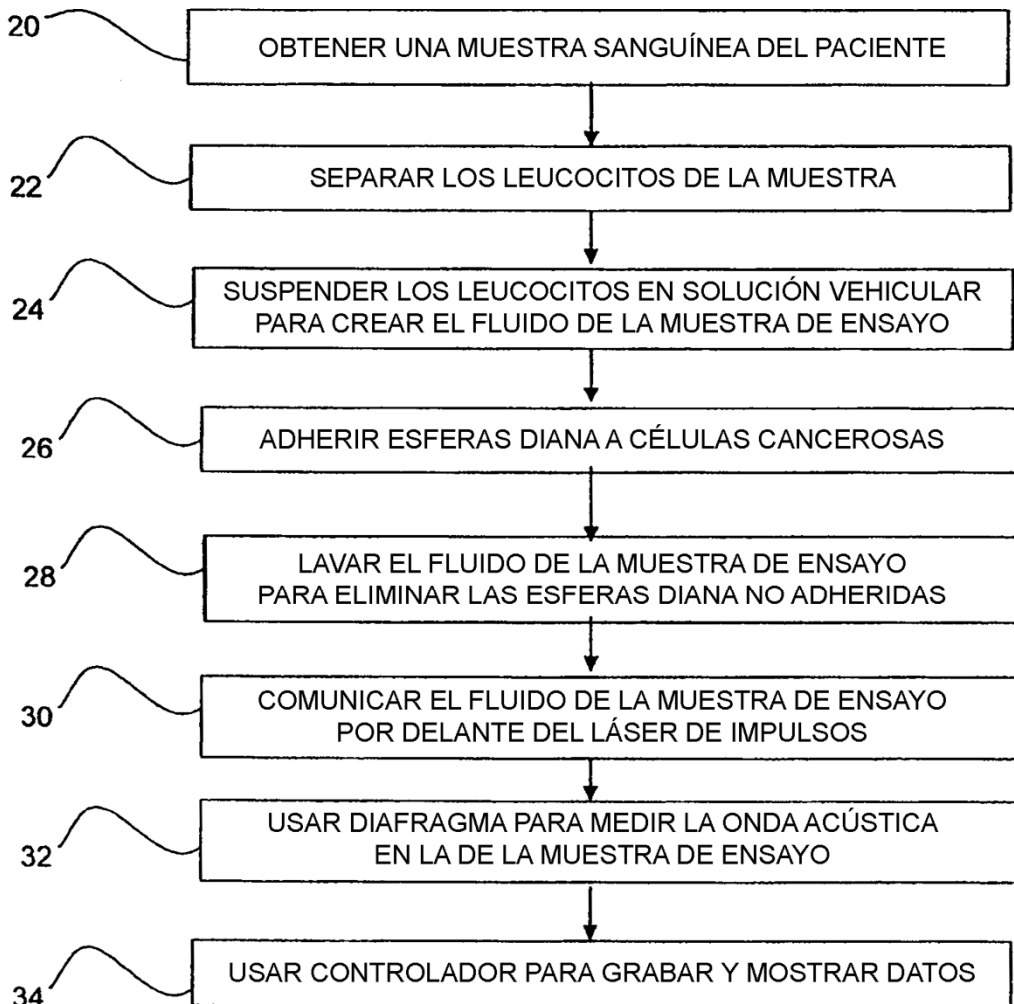 20
OBTENER UNA MUESTRA SANGUÍNEA DEL PACIENTE
22
SEPARAR LOS LEUCOCITOS DE LA MUESTRA
24
SUSPENDER LOS LEUCOCITOS EN SOLUCIÓN VEHICULAR
PARA CREAR EL FLUIDO DE LA MUESTRA DE ENSAYO
26
ADHERIR ESFERAS DIANA A CÉLULAS CANCEROSAS
28
LAVAR EL FLUIDO DE LA MUESTRA DE ENSAYO
PARA ELIMINAR LAS ESFERAS DIANA NO ADHERIDAS
30
COMUNICAR EL FLUIDO DE LA MUESTRA DE ENSAYO
POR DELANTE DEL LÁSER DE IMPULSOS
32
USAR DIAFRAGMA PARA MEDIR LA ONDA ACÚSTICA
EN LA DE LA MUESTRA DE ENSAYO
34
USAR CONTROLADOR PARA GRABAR Y MOSTRAR DATOS